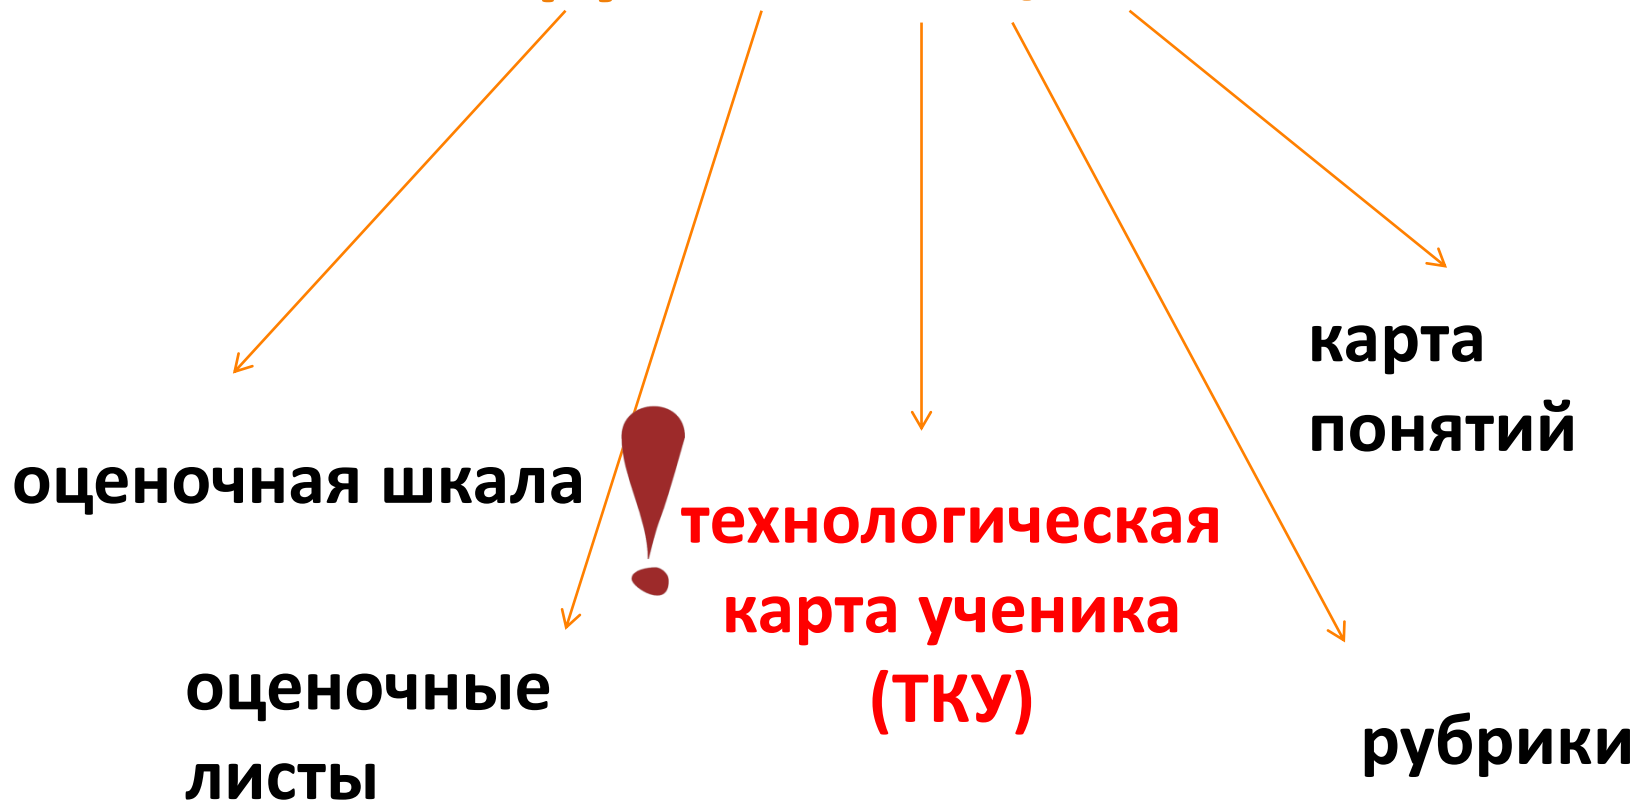 карта
понятий
оценочная шкала
технологическая
карта ученика
(ТКУ)
оценочные
листы
рубрики